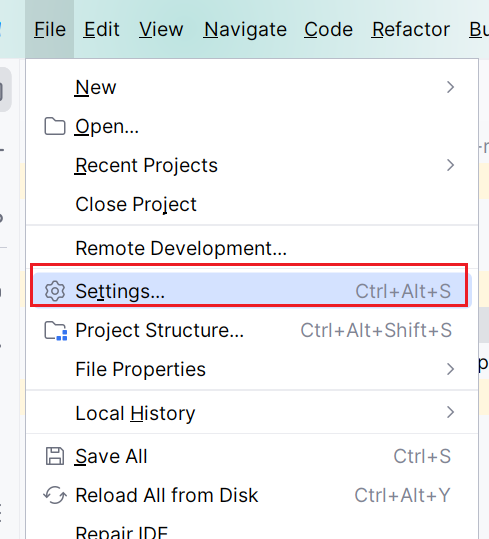 File Edit View Navigate Code Refactor Bu
New
Open...
Recent Projects
Close Project
Remote Development...
Settings... Ctrl+Alt+S
Project Structure... Ctrl+Alt+Shift+S
File Properties
Local History
Save All Ctrl+S
Reload All from Disk Ctrl+Alt+Y
Repair IDE